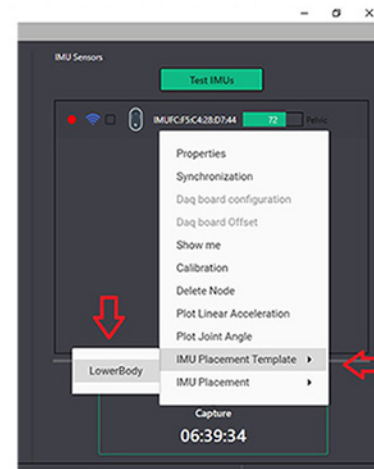 IMU Sensors
Test IMUs
IMUFC:F5:C4:28:D7:44 72 Pelvic
Properties
Synchronization
Daq board configuration
Daq board Offset
Show me
Calibration
Delete Node
Plot Linear Acceleration
Plot Joint Angle
IMU Placement Template
LowerBody
IMU Placement
Capture
06:39:34